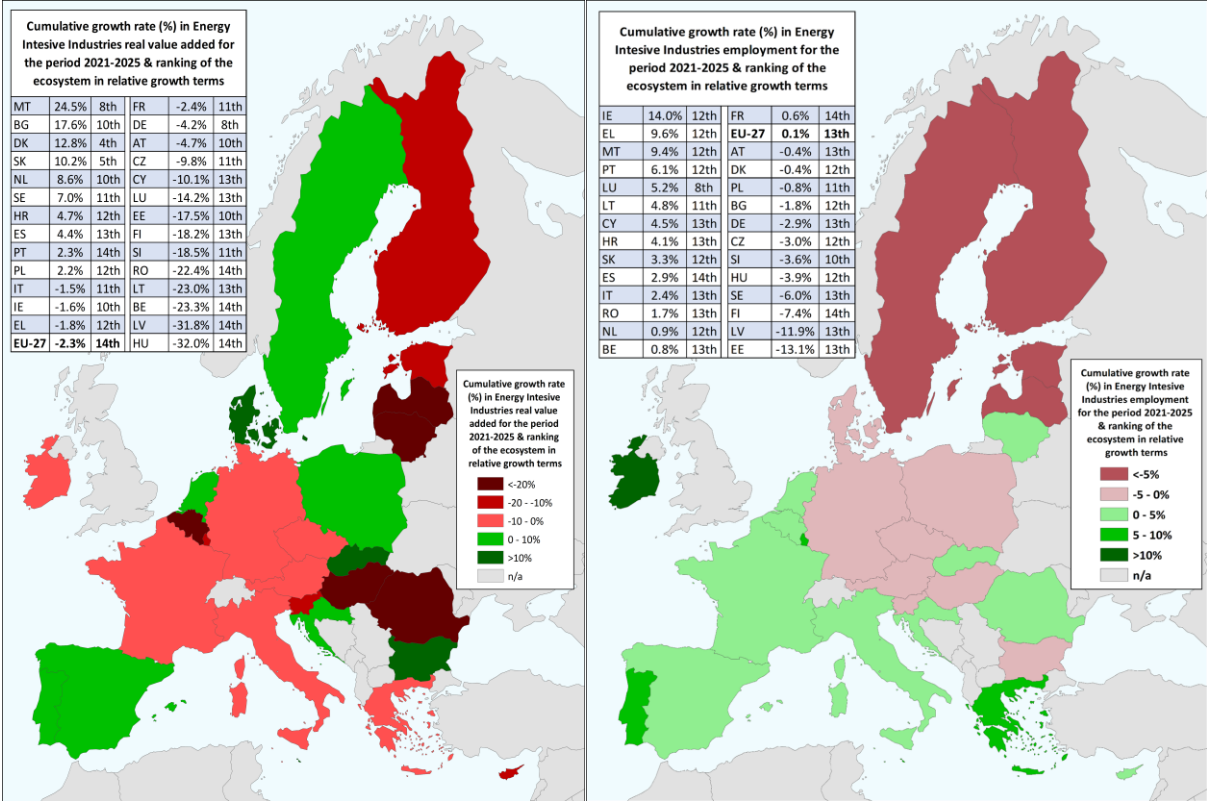 Cumulative growth rate (%) in Energy
Intesive Industries real value added for
the period 2021-2025 & ranking of the
ecosystem in relative growth terms
MT 24.5% 8th FR -2.4% 11th
BG 17.6% 10th DE -4.2% 8th
DK 12.8% 4th AT -4.7% 10th
SK 10.2% 5th CZ -9.8% 11th
NL 8.6% 10th CY -10.1% 13th
SE 7.0% 11th LU -14.2% 13th
HR 4.7% 12th EE -17.5% 10th
ES 4.4% 13th FI -18.2% 13th
PT 2.3% 14th SI -18.5% 11th
PL 2.2% 12th RO -22.4% 14th
IT -1.5% 11th LT -23.0% 13th
IE -1.6% 10th BE -23.3% 14th
EL -1.8% 12th LV -31.8% 14th
EU-27 -2.3% 14th HU -32.0% 14th
Cumulative growth rate
(%) in Energy Intesive
Industries real value
added for the period
2021-2025 & ranking
of the ecosystem in
relative growth terms
<-20%
-20 - -10%
-10 - 0%
0 - 10%
>10%
n/a
Cumulative growth rate (%) in Energy
Intesive Industries employment for the
period 2021-2025 & ranking of the
ecosystem in relative growth terms
IE 14.0% 12th FR 0.6% 14th
EL 9.6% 12th EU-27 0.1% 13th
MT 9.4% 12th AT -0.4% 13th
PT 6.1% 12th DK -0.4% 12th
LU 5.2% 8th PL -0.8% 11th
LT 4.8% 11th BG -1.8% 12th
CY 4.5% 13th DE -2.9% 13th
HR 4.1% 13th CZ -3.0% 12th
SK 3.3% 12th SI -3.6% 10th
ES 2.9% 14th HU -3.9% 12th
IT 2.4% 13th SE -6.0% 13th
RO 1.7% 13th FI -7.4% 14th
NL 0.9% 12th LV -11.9% 13th
BE 0.8% 13th EE -13.1% 13th
Cumulative growth rate
(%) in Energy Intesive
Industries employment
for the period 2021-2025
& ranking of the
ecosystem in relative
growth terms
<-5%
-5 - 0%
0 - 5%
5 - 10%
>10%
n/a